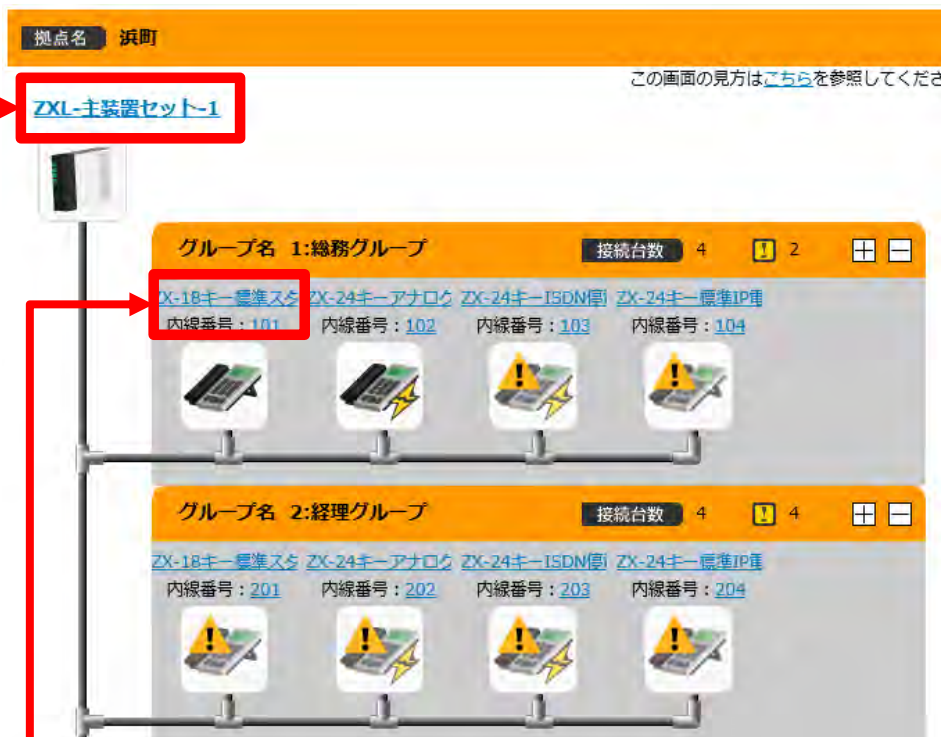 拠点名 浜町
この画面の見方はこちらを参照してくださ
ZXL-主装置セット-1
グループ名 1:総務グループ 接続台数 4 2
ZX-18キー標準スタ ZX-24キーアナログ ZX-24キーISDN停 ZX-24キー標準IP電
内線番号:101 内線番号:102 内線番号:103 内線番号:104
グループ名 2:経理グループ 接続台数 4 4
ZX-18キー標準スタ ZX-24キーアナログ ZX-24キーISDN停 ZX-24キー標準IP電
内線番号:201 内線番号:202 内線番号:203 内線番号:204